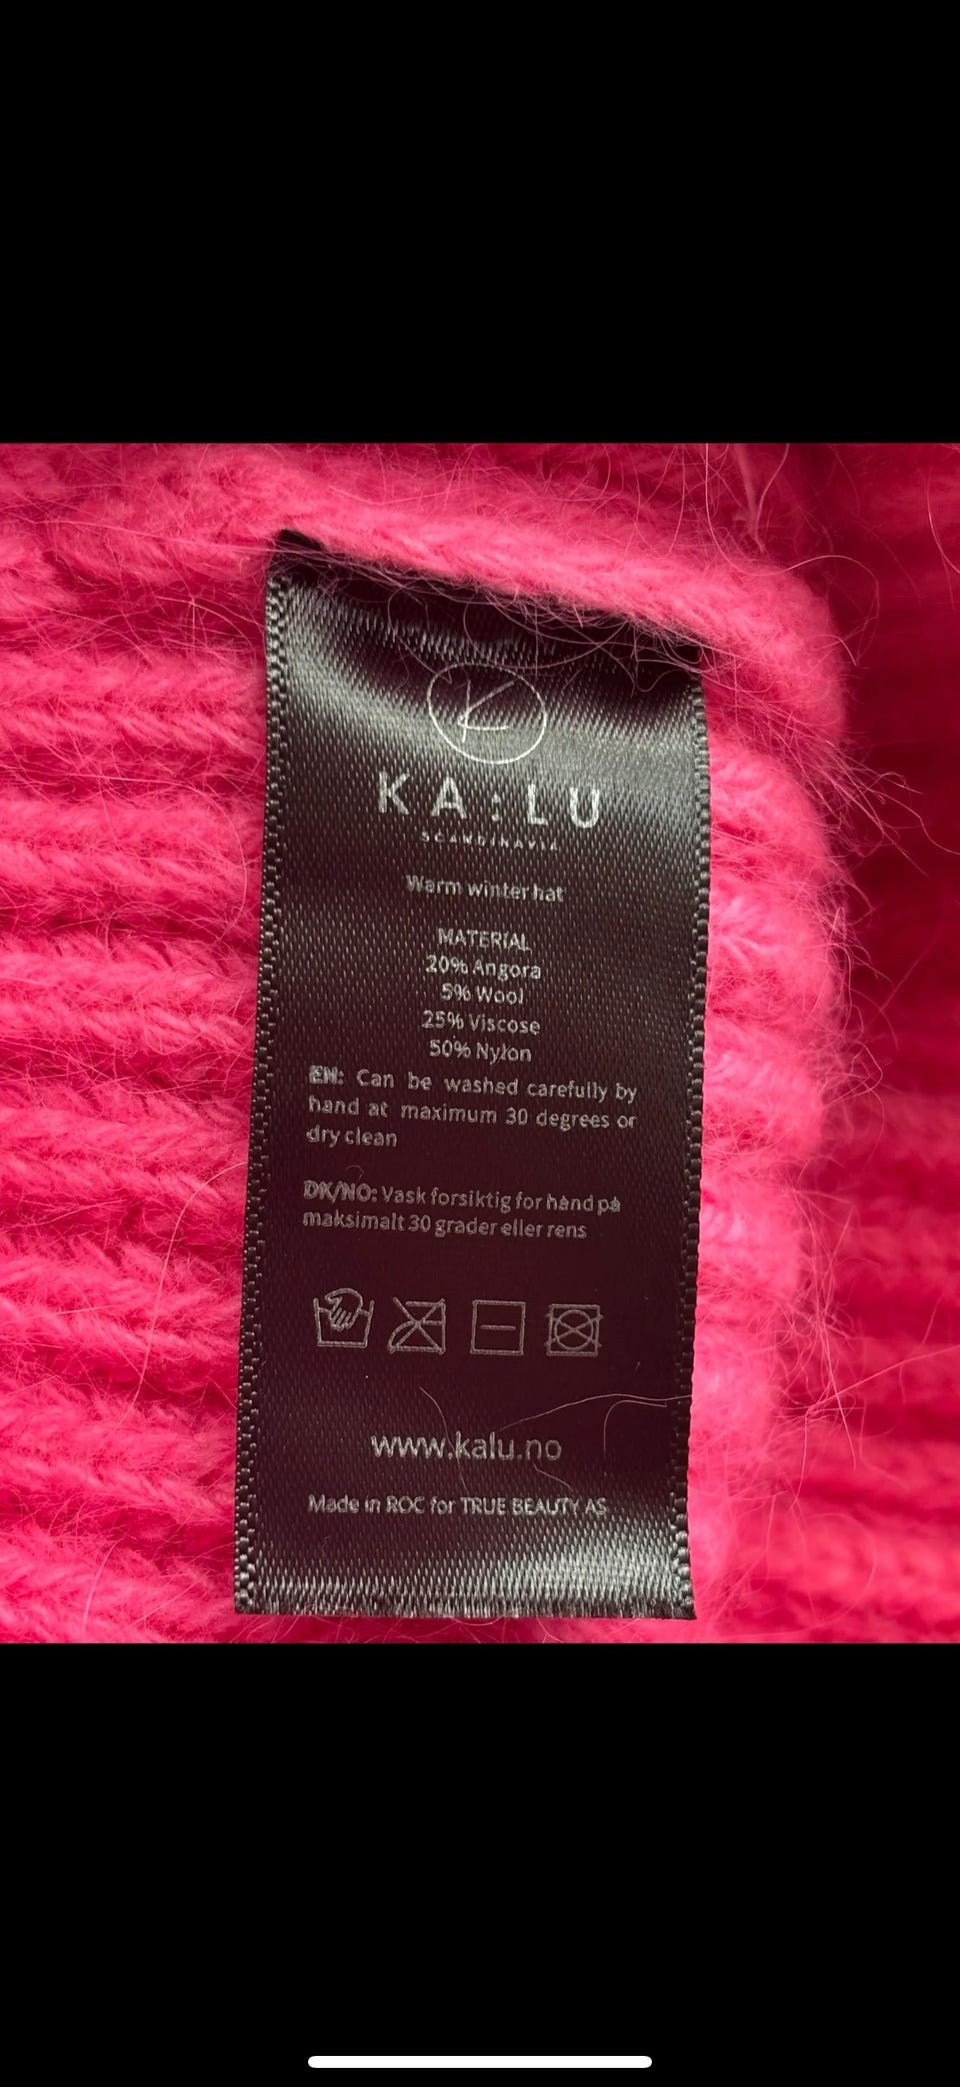 K
KA:LU
SCANDINAVIA
Warm winter hat
MATERIAL
20% Angora
5% Wool
25% Viscose
50% Nylon
EN: Can be washed carefully by
hand at maximum 30 degrees or
dry clean
DK/NO: Vask forsiktig for hånd på
maksimalt 30 grader eller rens
www.kalu.no
Made in ROC for TRUE BEAUTY AS